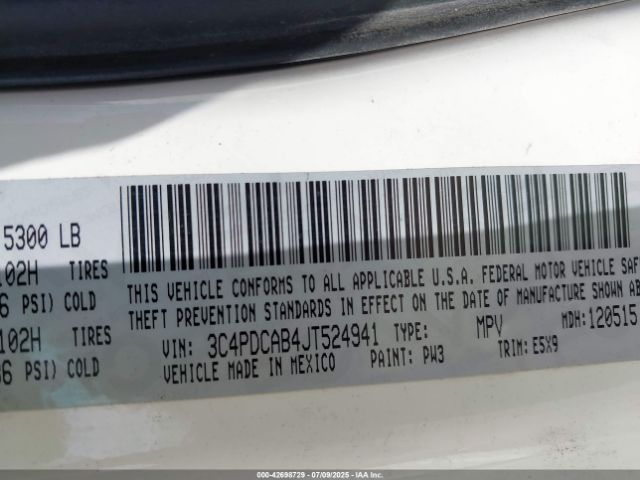 5300 LB
102H TIRES
6 PSI) COLD
102H TIRES
36 PSI) COLD
THIS VEHICLE CONFORMS TO ALL APPLICABLE U.S.A. FEDERAL MOTOR VEHICLE SAF
THEFT PREVENTION STANDARDS IN EFFECT ON THE DATE OF MANUFACTURE SHOWN AB
VIN: 3C4PDCAB4JT524941 TYPE: MPV MDH: 120515
VEHICLE MADE IN MEXICO PAINT: PW3 TRIM: E5X9
000-42698729 | 07/09/2025 - IAA Inc.